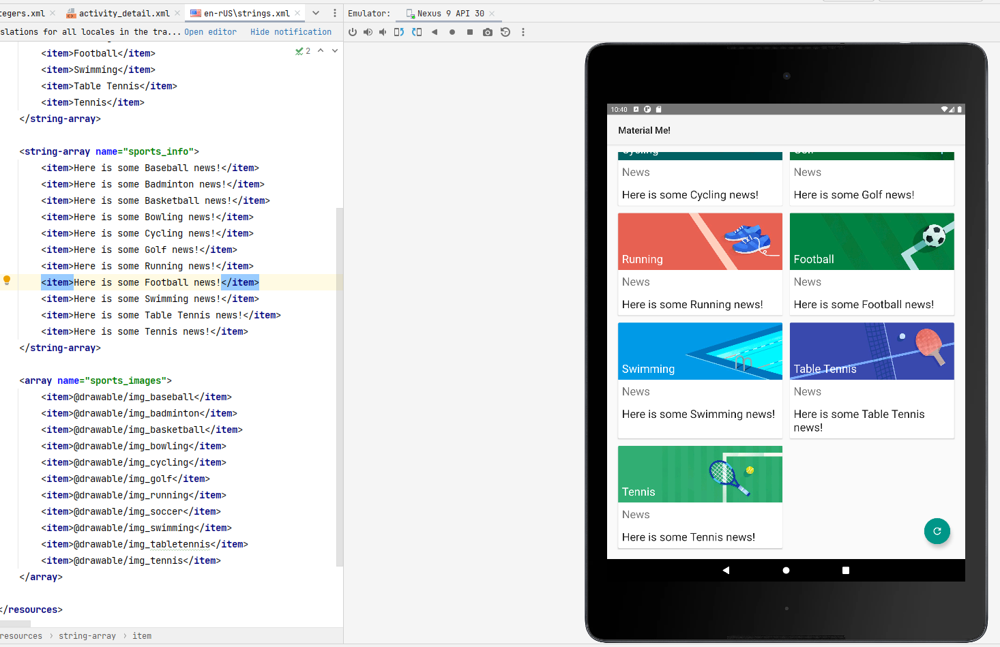 tegers.xml
activity_detail.xml
en-rUS\strings.xml
Emulator:
Nexus 9 API 30
slations for all locales in the tra...
Open editor
Hide notification
2
<item>Football</item>
<item>Swimming</item>
<item>Table Tennis</item>
<item>Tennis</item>
</string-array>
<string-array name="sports_info">
<item>Here is some Baseball news!</item>
<item>Here is some Badminton news!</item>
<item>Here is some Basketball news!</item>
<item>Here is some Bowling news!</item>
<item>Here is some Cycling news!</item>
<item>Here is some Golf news!</item>
<item>Here is some Running news!</item>
<item>Here is some Football news!</item>
<item>Here is some Swimming news!</item>
<item>Here is some Table Tennis news!</item>
<item>Here is some Tennis news!</item>
</string-array>
<array name="sports_images">
<item>@drawable/img_baseball</item>
<item>@drawable/img_badminton</item>
<item>@drawable/img_basketball</item>
<item>@drawable/img_bowling</item>
<item>@drawable/img_cycling</item>
<item>@drawable/img_golf</item>
<item>@drawable/img_running</item>
<item>@drawable/img_soccer</item>
<item>@drawable/img_swimming</item>
<item>@drawable/img_tabletennis</item>
<item>@drawable/img_tennis</item>
</array>
</resources>
resources > string-array > item
10:40
Material Me!
Cycling
News
Here is some Cycling news!
Golf
News
Here is some Golf news!
Running
News
Here is some Running news!
Football
News
Here is some Football news!
Swimming
News
Here is some Swimming news!
Table Tennis
News
Here is some Table Tennis
news!
Tennis
News
Here is some Tennis news!